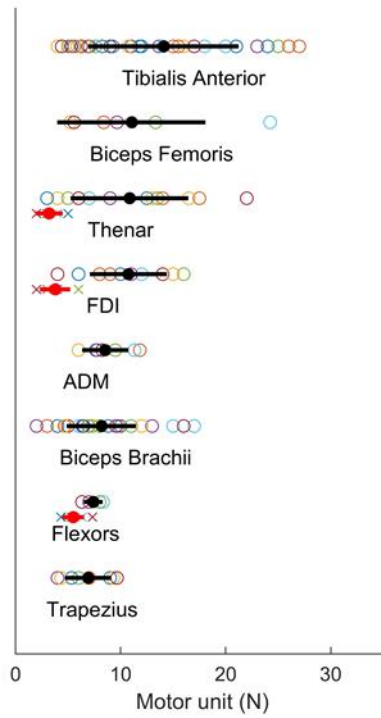 Tibialis Anterior
Biceps Femoris
Thenar
FDI
ADM
Biceps Brachii
Flexors
Trapezius
0 10 20 30
Motor unit (N)